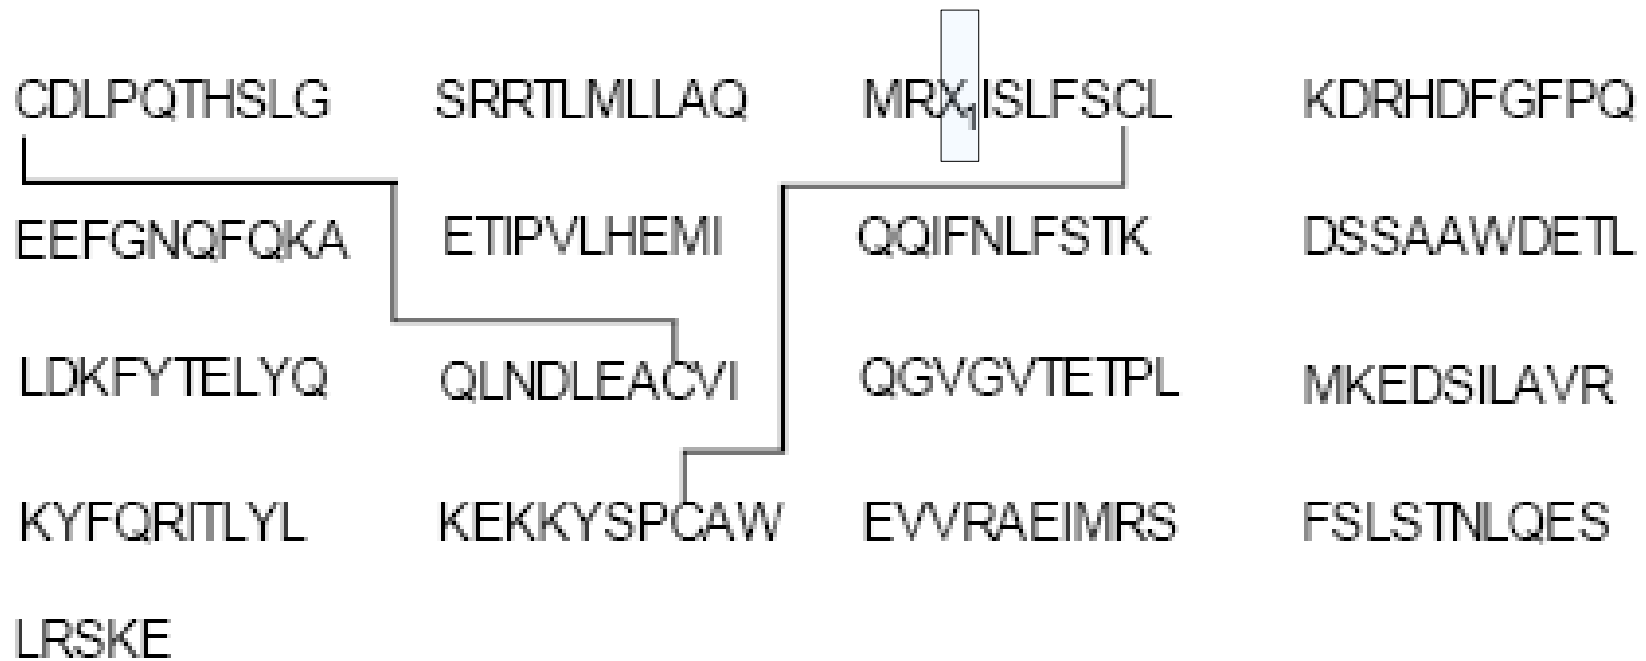 CDLPQTHSLG SRRTLMLLAQ MRX₁ISLFSCL KDRHDFGFPQ
EEFGNQFQKA ETIPVLHEMI QQIFNLFSTK DSSAAWDETL
LDKFYTELYQ QLNDLEACVI QGVGVTETPL MKEDSILAVR
KYFQRITLYL KEKKYSPCAW EVVRAEIMRS FSLSTNLQES
LRSKE